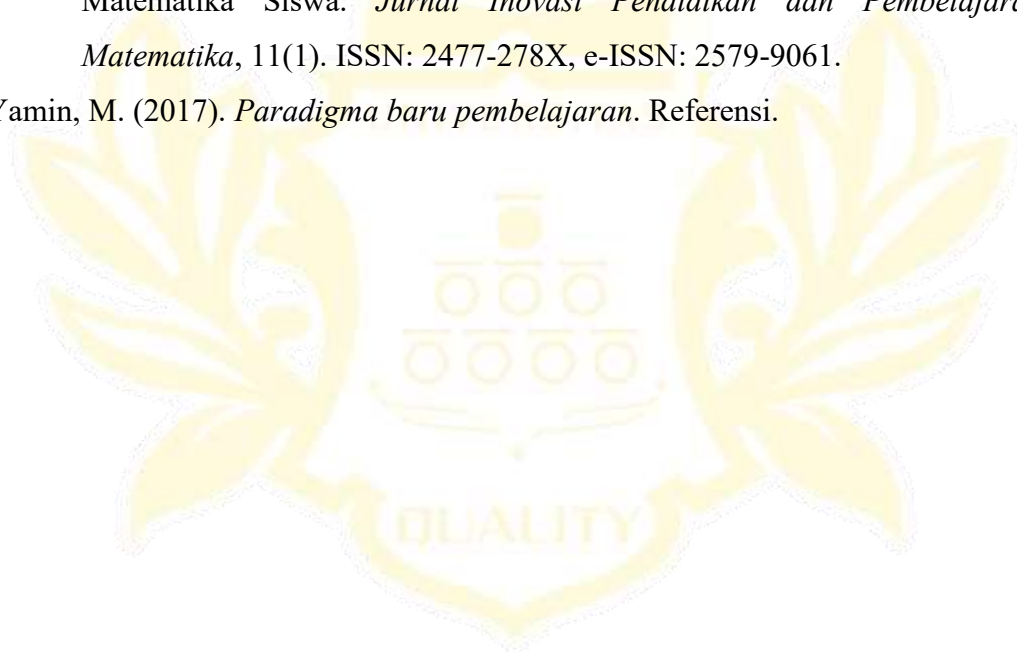 Matematika Siswa. Jurnal Inovasi Pendidikan dan Pembelajara
Matematika, 11(1). ISSN: 2477-278X, e-ISSN: 2579-9061.
Yamin, M. (2017). Paradigma baru pembelajaran. Referensi.
QUALITY